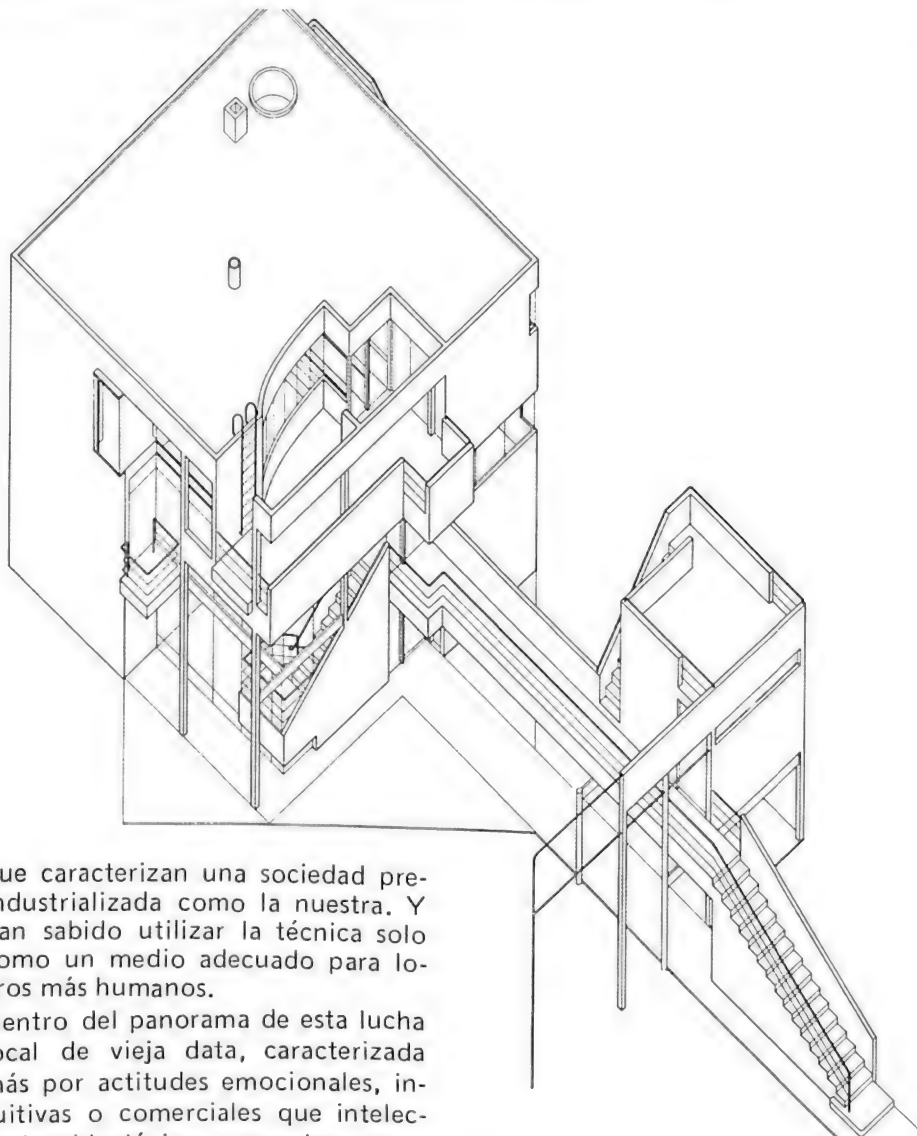 ue caracterizan una sociedad pre-
ndustrializada como la nuestra. Y
an sabido utilizar la técnica solo
omo un medio adecuado para lo-
ros más humanos.
entro del panorama de esta lucha
ocal de vieja data, caracterizada
nás por actitudes emocionales, in-
uitivas o comerciales que intelec-